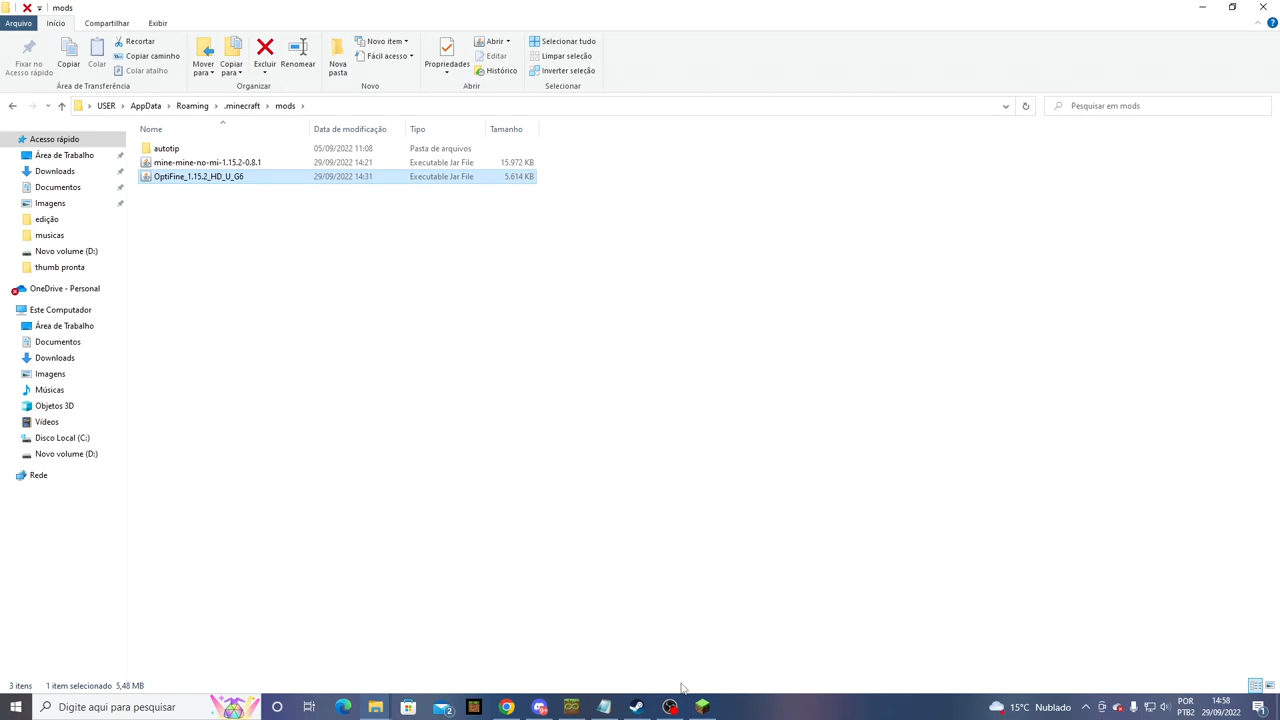 mods
Arquivo Início Compartilhar Exibir
Fixar no Acesso rápido
Copiar
Colar
Recortar
Copiar caminho
Colar atalho
Mover para
Copiar para
Excluir
Renomear
Nova pasta
Novo item
Fácil acesso
Propriedades
Abrir
Editar
Histórico
Selecionar tudo
Limpar seleção
Inverter seleção
Área de Transferência Organizar Novo Abrir Selecionar
USER > AppData > Roaming > .minecraft > mods >
Pesquisar em mods
Nome Data de modificação Tipo Tamanho
autotip 05/09/2022 11:08 Pasta de arquivos
mine-mine-no-mi-1.15.2-0.8.1 29/09/2022 14:21 Executable Jar File 15.972 KB
OptiFine_1.15.2_HD_U_G6 29/09/2022 14:31 Executable Jar File 5.614 KB
Acesso rápido
Área de Trabalho
Downloads
Documentos
Imagens
edição
musicas
Novo volume (D:)
thumb pronta
OneDrive - Personal
Este Computador
Área de Trabalho
Documentos
Downloads
Imagens
Músicas
Objetos 3D
Vídeos
Disco Local (C:)
Novo volume (D:)
Rede
3 itens 1 item selecionado 5,48 MB
Digite aqui para pesquisar
15°C Nublado
POR
PTB2
14:58
29/09/2022